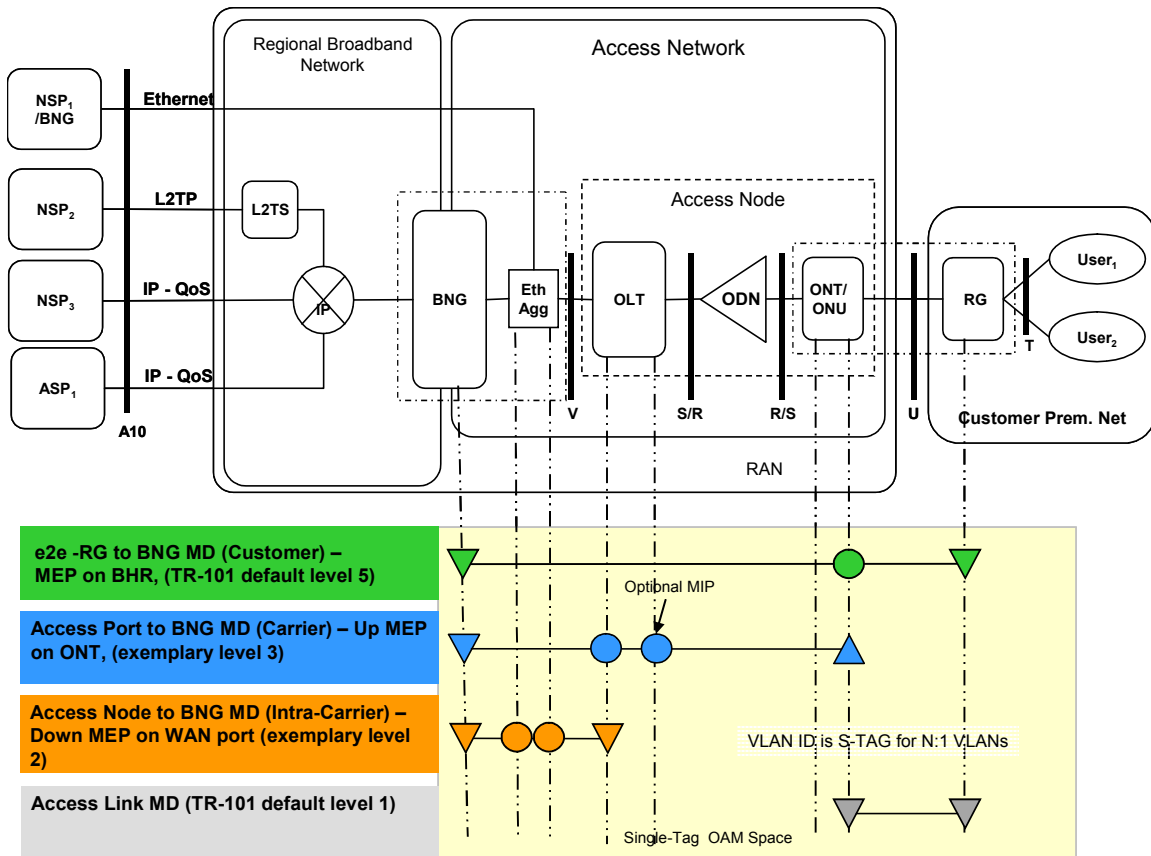 Regional Broadband
Network
Access Network
NSP1
/BNG
Ethernet
NSP2
L2TP
L2TS
Access Node
NSP3
IP - QoS
IP
BNG
Eth
Agg
OLT
ODN
ONT/
ONU
RG
User1
User2
T
ASP1
IP - QoS
A10
V
S/R
R/S
U
Customer Prem. Net
RAN
e2e -RG to BNG MD (Customer) –
MEP on BHR, (TR-101 default level 5)
Optional MIP
Access Port to BNG MD (Carrier) – Up MEP
on ONT, (exemplary level 3)
Access Node to BNG MD (Intra-Carrier) –
Down MEP on WAN port (exemplary level
2)
VLAN ID is S-TAG for N:1 VLANs
Access Link MD (TR-101 default level 1)
Single-Tag OAM Space